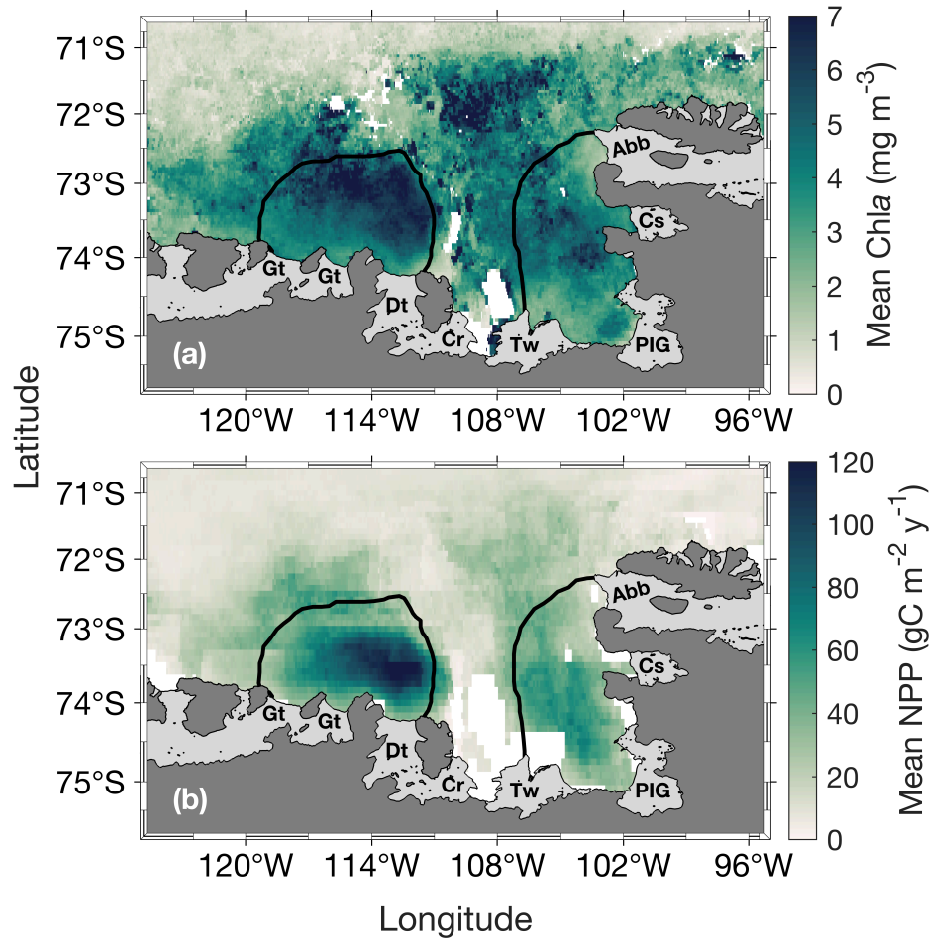 71°S
72°S
73°S
74°S
75°S
Abb
Cs
Gt
Gt
Dt
Cr
Tw
PIG
(a)
120°W
114°W
108°W
102°W
96°W
7
6
5
4
3
2
1
0
Mean Chla (mg m-3)
Latitude
71°S
72°S
73°S
74°S
75°S
Abb
Cs
Gt
Gt
Dt
Cr
Tw
PIG
(b)
120°W
114°W
108°W
102°W
96°W
120
100
80
60
40
20
0
Mean NPP (gC m-2 y-1)
Longitude